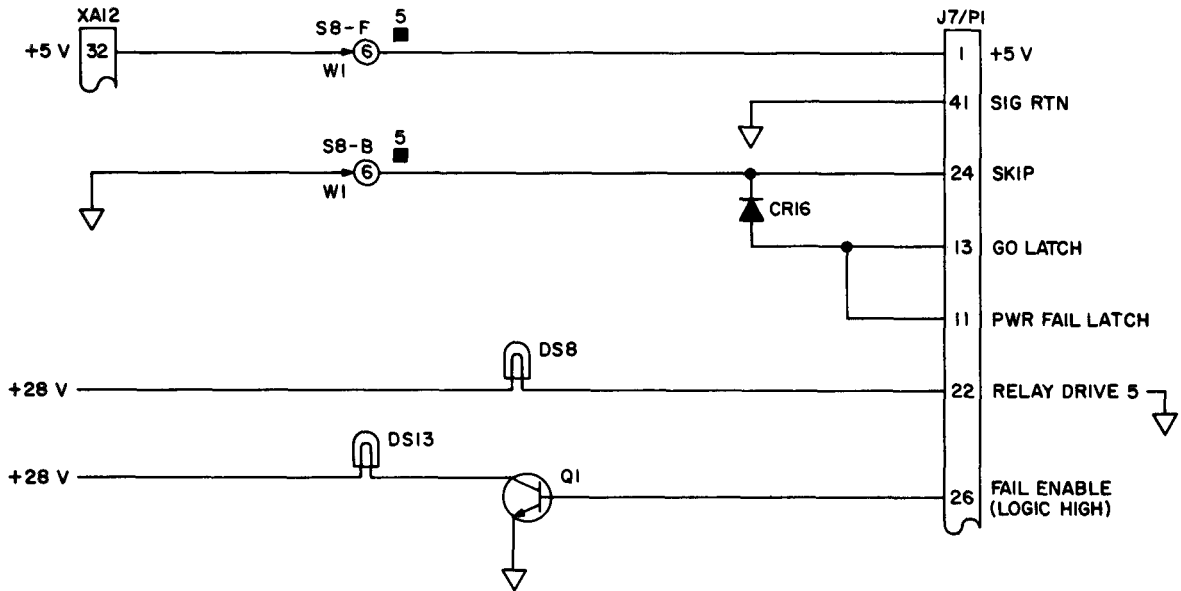 XA12
+5 V
32
S8-F
5
6
W1
J7/P1
1
+5 V
41
SIG RTN
S8-B
5
6
W1
24
SKIP
CR16
13
GO LATCH
11
PWR FAIL LATCH
DS8
+28 V
22
RELAY DRIVE 5
DS13
+28 V
Q1
26
FAIL ENABLE
(LOGIC HIGH)